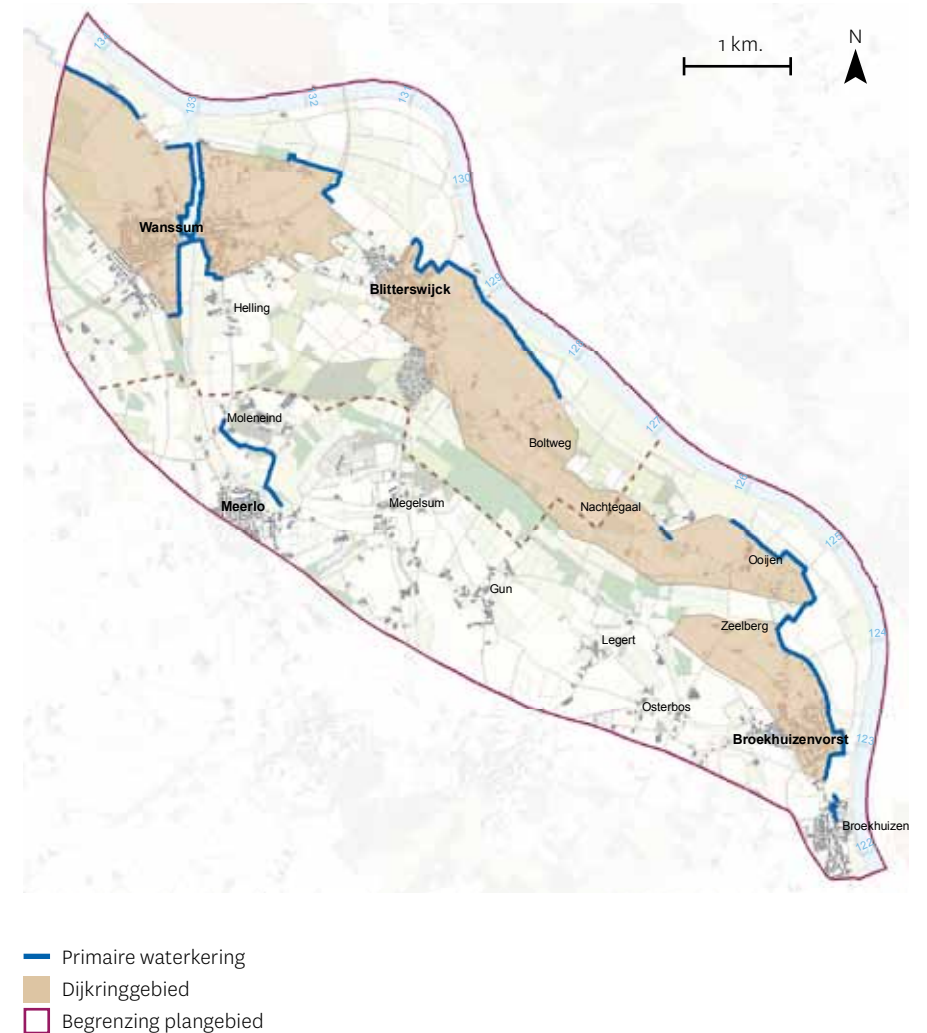 1 km.
N
133
132
130
129
128
127
126
125
124
123
122
Wanssum
Blitterswijck
Helling
Moleneind
Boltweg
Meerlo
Megelsum
Nachtegaal
Ooijen
Gun
Zeelberg
Legert
Osterbos
Broekhuizenvorst
Broekhuizen
Primaire waterkering
Dijkringgebied
Begrenzing plangebied